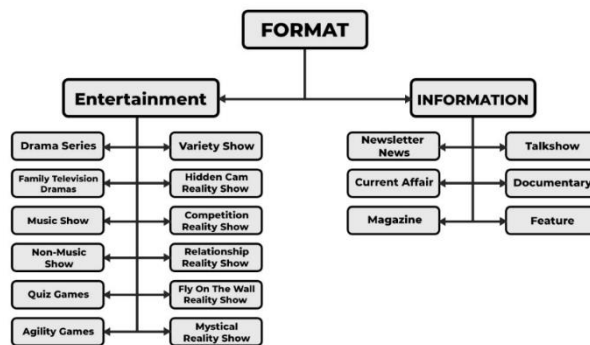 FORMAT
Entertainment
INFORMATION
Drama Series
Variety Show
Family Television
Dramas
Hidden Cam
Reality Show
Music Show
Competition
Reality Show
Non-Music
Show
Relationship
Reality Show
Quiz Games
Fly On The Wall
Reality Show
Agility Games
Mystical
Reality Show
Newsletter
News
Talkshow
Current Affair
Documentary
Magazine
Feature